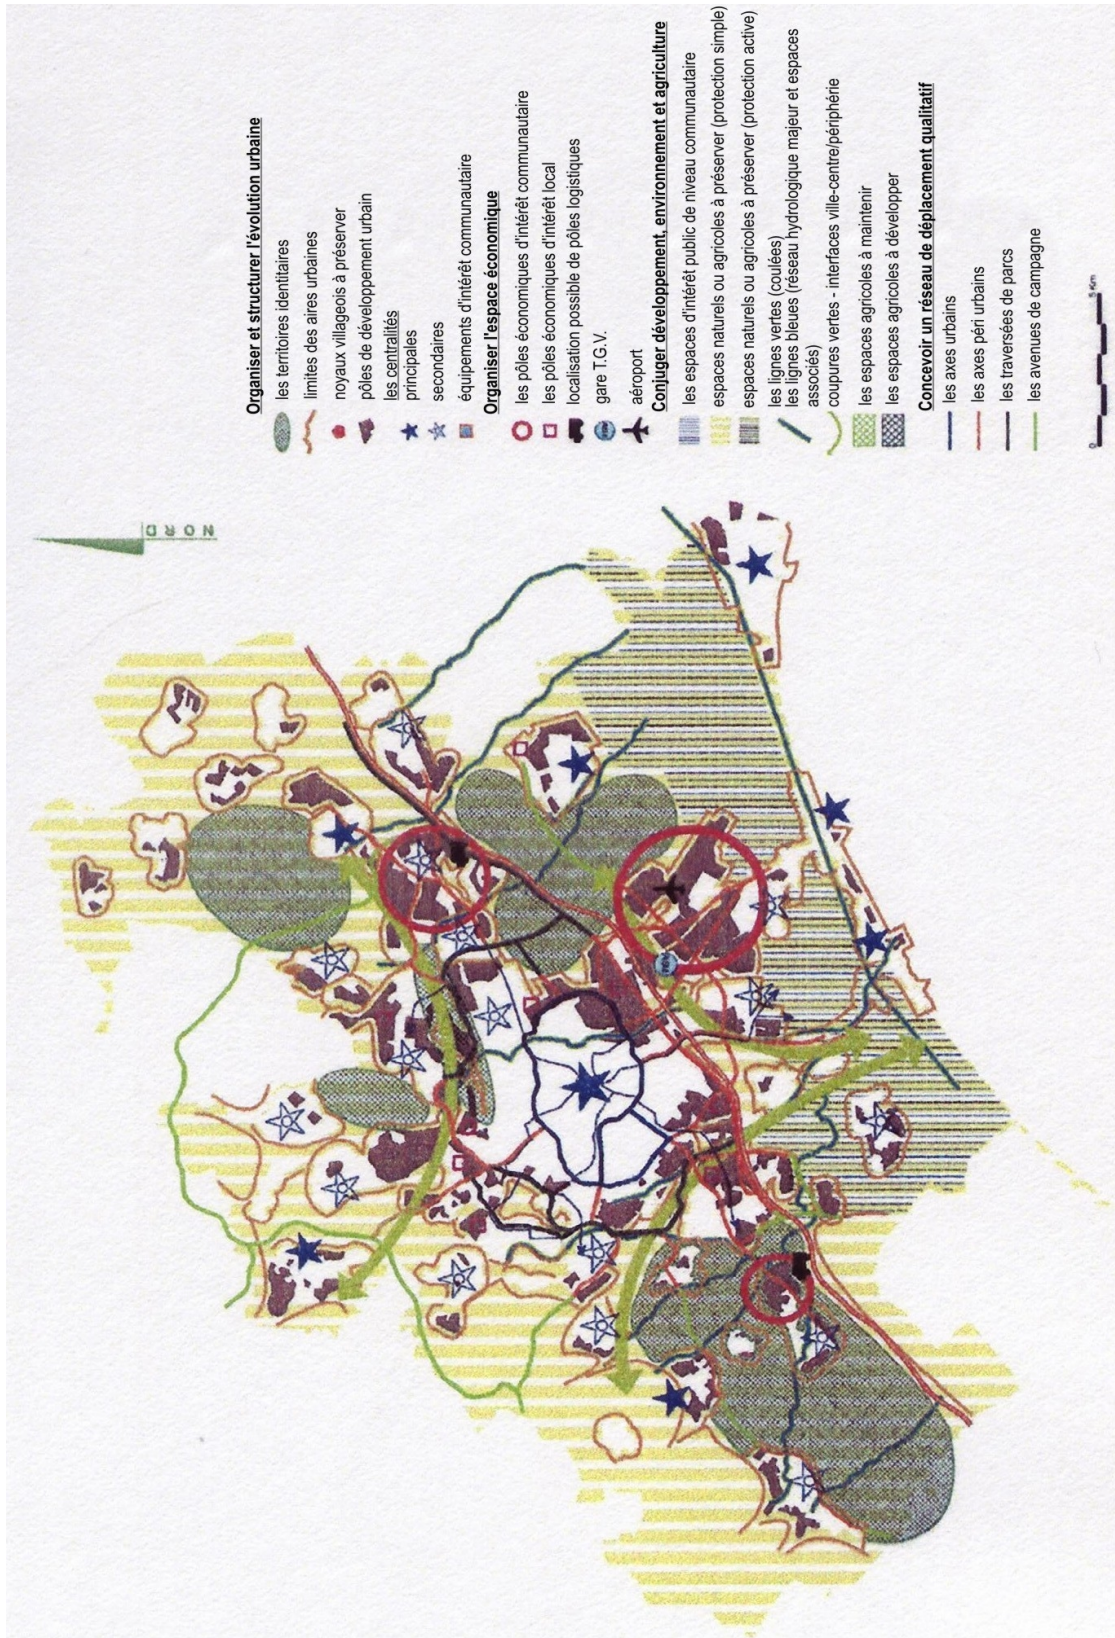 Organiser et structurer l'évolution urbaine
les territoires identitaires
limites des aires urbaines
noyaux villageois à préserver
pôles de développement urbain
les centralités
principales
secondaires
équipements d'intérêt communautaire
Organiser l'espace économique
les pôles économiques d'intérêt communautaire
les pôles économiques d'intérêt local
localisation possible de pôles logistiques
gare T.G.V.
aéroport
Conjuger développement, environnement et agriculture
les espaces d'intérêt public de niveau communautaire
espaces naturels ou agricoles à préserver (protection simple)
espaces naturels ou agricoles à préserver (protection active)
les lignes vertes (coulées)
les lignes bleues (réseau hydrologique majeur et espaces
associés)
coupures vertes - interfaces ville-centre/périphérie
les espaces agricoles à maintenir
les espaces agricoles à développer
Concevoir un réseau de déplacement qualitatif
les axes urbains
les axes péri urbains
les traversées de parcs
les avenues de campagne
NORD
0 5 Km